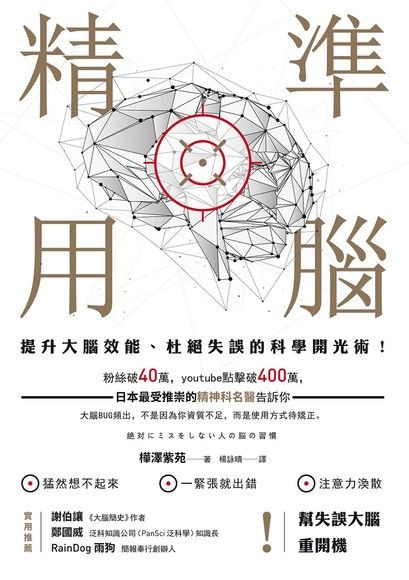 精準
用腦
提升大腦效能、杜絕失誤的科學開光術！
粉絲破40萬，youtube點擊破400萬，
日本最受推崇的精神科名醫告訴你
大腦BUG頻出，不是因為你資質不足，而是使用方式待矯正。
絶対にミスをしない人の脳の習慣
樺澤紫苑——著　楊詠晴——譯
猛然想不起來　一緊張就出錯　注意力渙散
實用推薦
謝伯讓《大腦簡史》作者
鄭國威 泛科知識公司（PanSci 泛科學）知識長
RainDog 雨狗 簡報奉行創辦人
！
幫失誤大腦
重開機